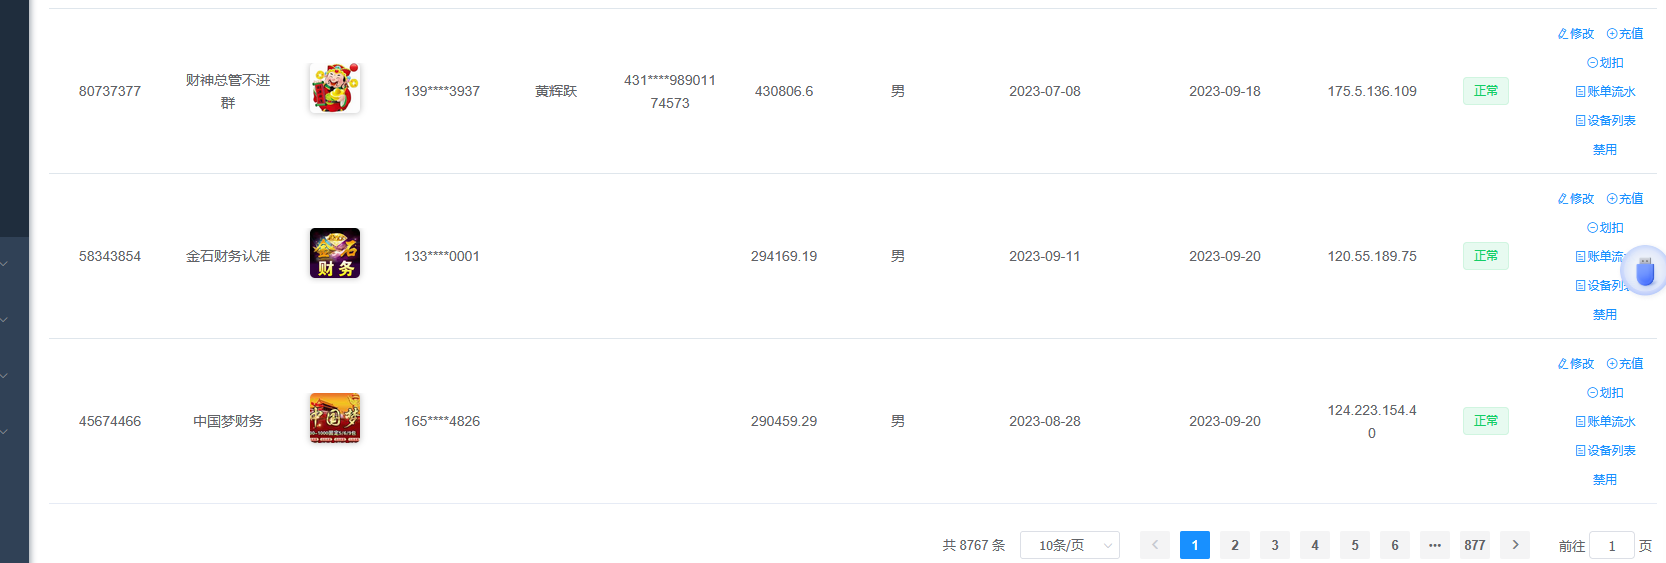 修改 充值
划扣
账单流水
设备列表
禁用
80737377 财神总管不进群 139****3937 黄辉跃 431****98901174573 430806.6 男 2023-07-08 2023-09-18 175.5.136.109 正常
修改 充值
划扣
账单流
设备列
禁用
58343854 金石财务认准 133****0001 294169.19 男 2023-09-11 2023-09-20 120.55.189.75 正常
金石
财务
修改 充值
划扣
账单流水
设备列表
禁用
45674466 中国梦财务 165****4826 290459.29 男 2023-08-28 2023-09-20 124.223.154.40 正常
中国梦
共 8767 条 10条/页 1 2 3 4 5 6 ••• 877 前往 1 页